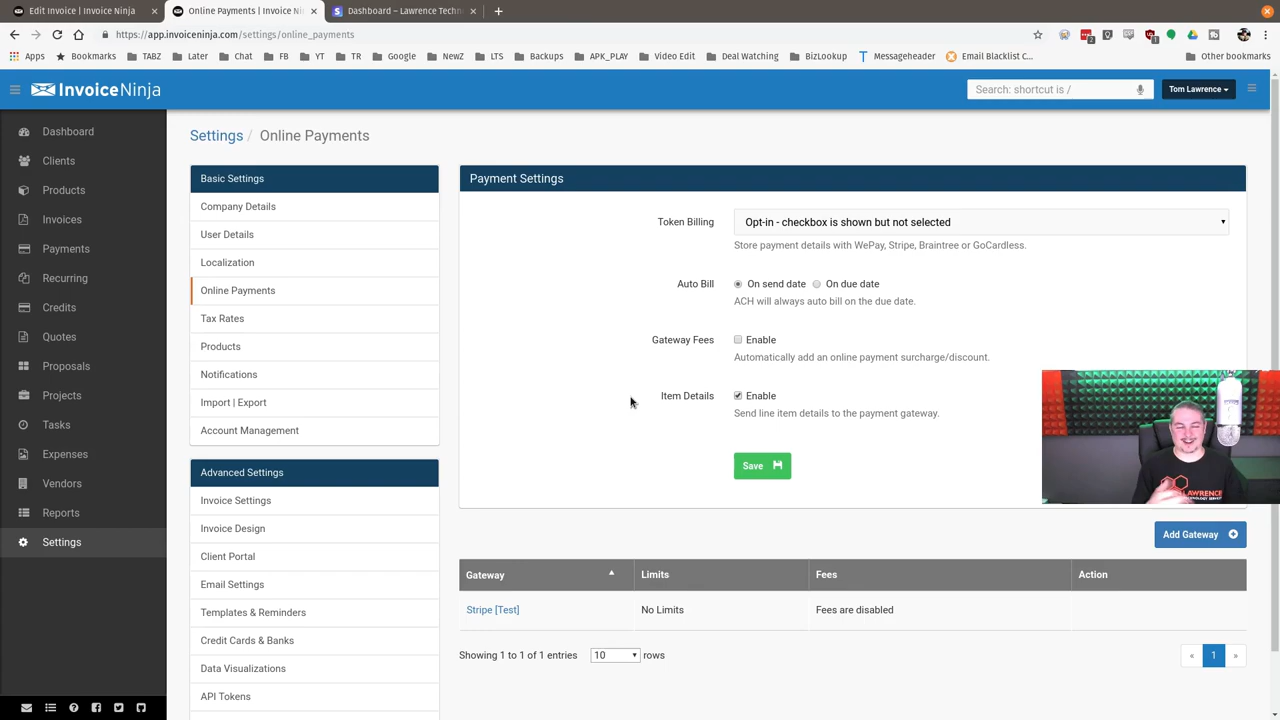 Edit Invoice | Invoice Ninja
Online Payments | Invoice N
Dashboard – Lawrence Techn
https://app.invoiceninja.com/settings/online_payments
Apps
Bookmarks
TABZ
Later
Chat
FB
YT
TR
Google
NewZ
LTS
Backups
APK_PLAY
Video Edit
Deal Watching
BizLookup
Messageheader
Email Blacklist c...
Other bookmarks
InvoiceNinja
Search: shortcut is /
Tom Lawrence
Dashboard
Clients
Products
Invoices
Payments
Recurring
Credits
Quotes
Proposals
Projects
Tasks
Expenses
Vendors
Reports
Settings
Settings / Online Payments
Basic Settings
Company Details
User Details
Localization
Online Payments
Tax Rates
Products
Notifications
Import | Export
Account Management
Advanced Settings
Invoice Settings
Invoice Design
Client Portal
Email Settings
Templates & Reminders
Credit Cards & Banks
Data Visualizations
API Tokens
Payment Settings
Token Billing
Opt-in - checkbox is shown but not selected
Store payment details with WePay, Stripe, Braintree or GoCardless.
Auto Bill
On send date
On due date
ACH will always auto bill on the due date.
Gateway Fees
Enable
Automatically add an online payment surcharge/discount.
Item Details
Enable
Send line item details to the payment gateway.
Save
LAWRENCE
Add Gateway
Gateway Limits Fees Action
Stripe [Test] No Limits Fees are disabled
Showing 1 to 1 of 1 entries 10 rows
« 1 »